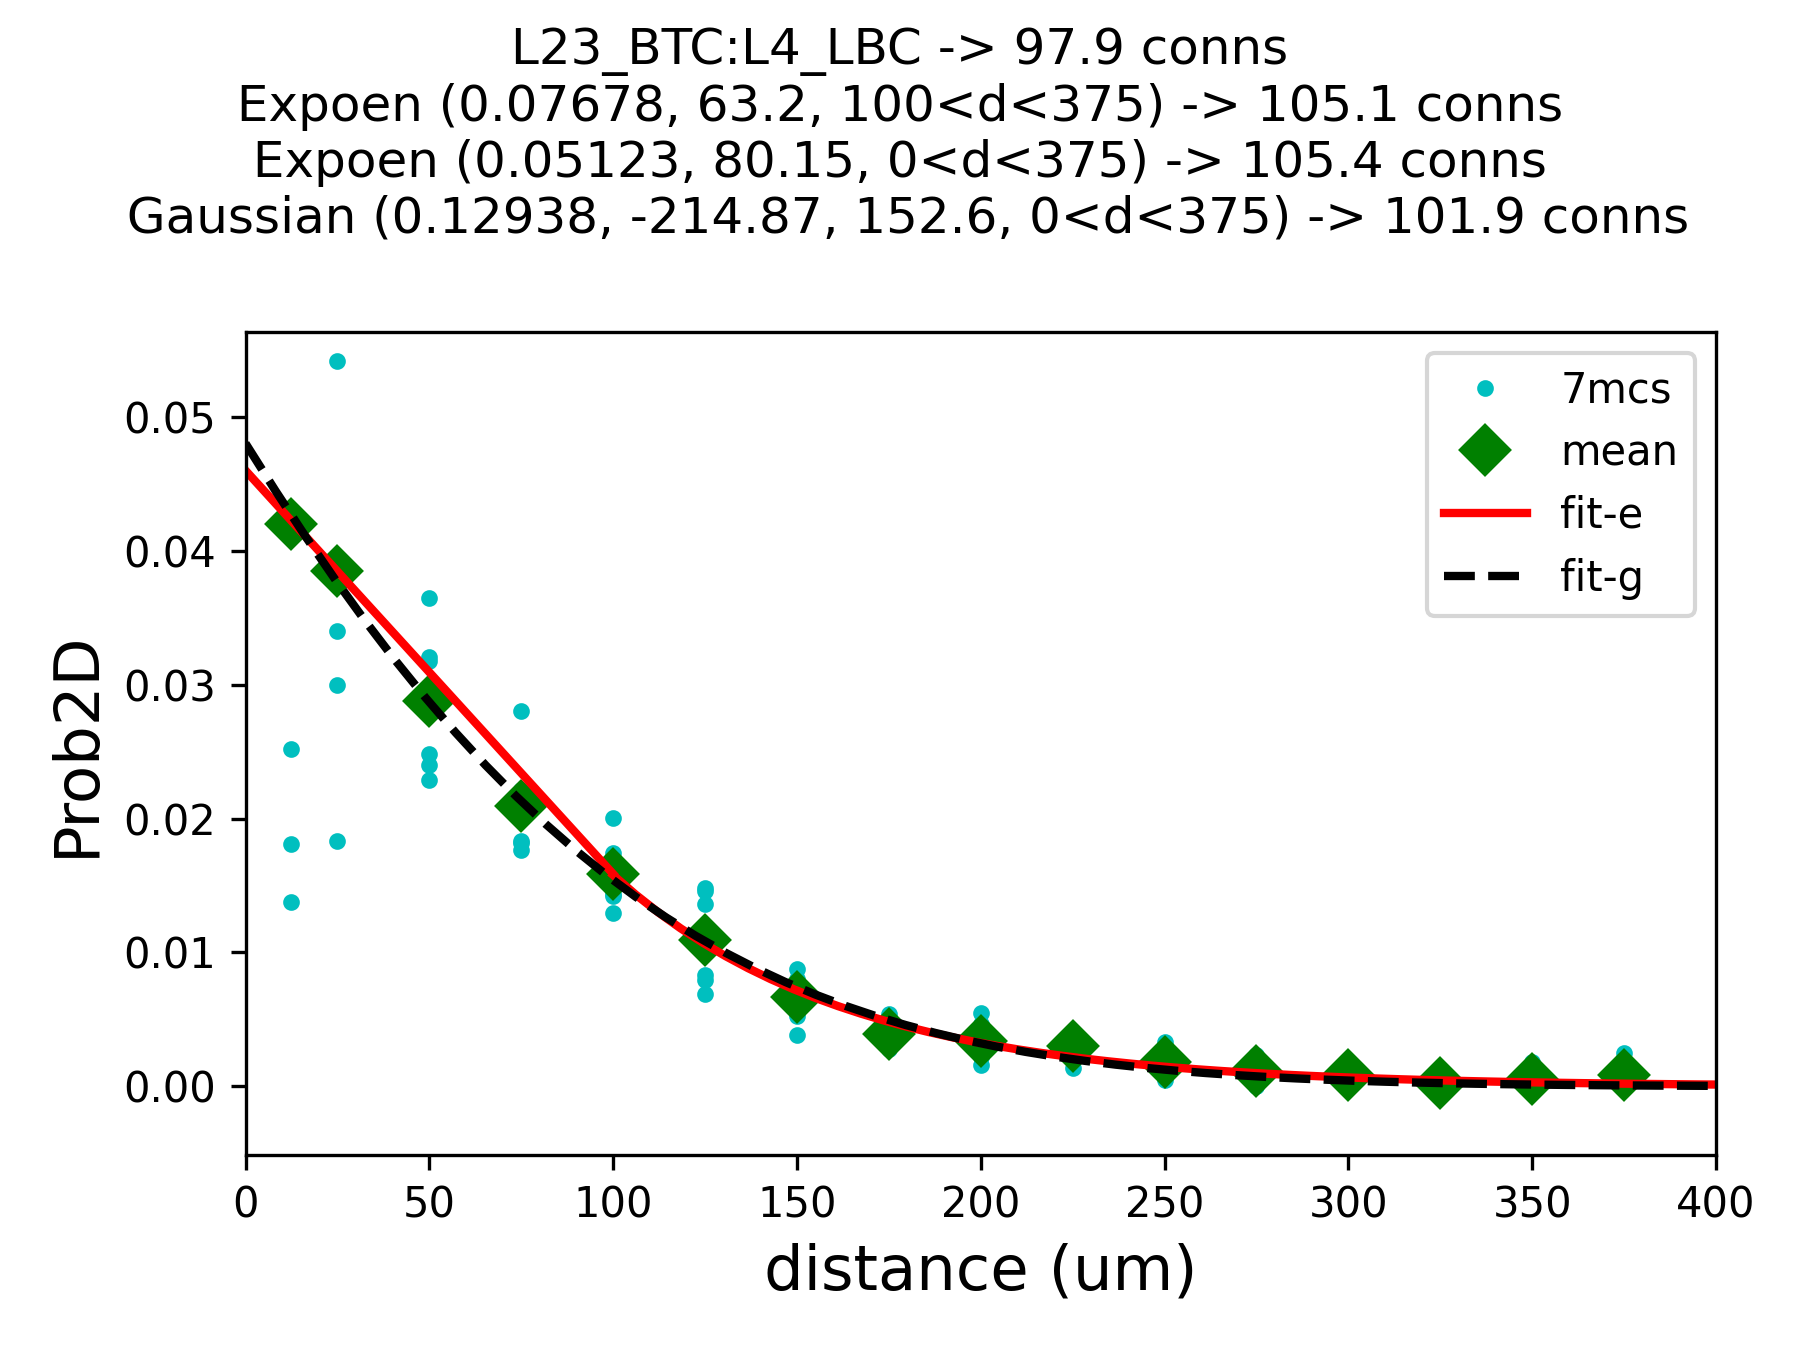 L23_BTC:L4_LBC -> 97.9 conns
Expoen (0.07678, 63.2, 100<d<375) -> 105.1 conns
Expoen (0.05123, 80.15, 0<d<375) -> 105.4 conns
Gaussian (0.12938, -214.87, 152.6, 0<d<375) -> 101.9 conns
7mcs
mean
fit-e
fit-g
Prob2D
0.05
0.04
0.03
0.02
0.01
0.00
0 50 100 150 200 250 300 350 400
distance (um)